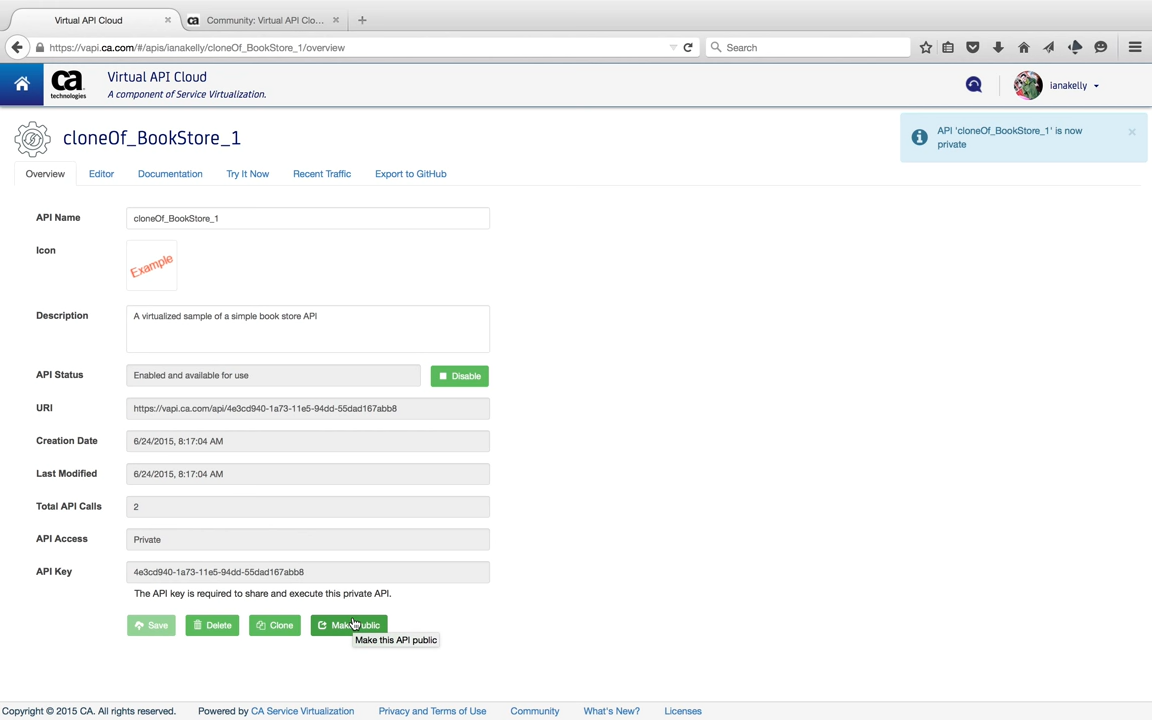 Virtual API Cloud
Community: Virtual API Clo...
https://vapi.ca.com/#/apis/ianakelly/cloneOf_BookStore_1/overview
Search
ca
technologies
Virtual API Cloud
A component of Service Virtualization.
ianakelly
cloneOf_BookStore_1
API 'cloneOf_BookStore_1' is now
private
Overview
Editor
Documentation
Try It Now
Recent Traffic
Export to GitHub
API Name
cloneOf_BookStore_1
Icon
Example
Description
A virtualized sample of a simple book store API
API Status
Enabled and available for use
Disable
URI
https://vapi.ca.com/api/4e3cd940-1a73-11e5-94dd-55dad167abb8
Creation Date
6/24/2015, 8:17:04 AM
Last Modified
6/24/2015, 8:17:04 AM
Total API Calls
2
API Access
Private
API Key
4e3cd940-1a73-11e5-94dd-55dad167abb8
The API key is required to share and execute this private API.
Save
Delete
Clone
Make Public
Make this API public
Copyright © 2015 CA. All rights reserved.
Powered by CA Service Virtualization
Privacy and Terms of Use
Community
What's New?
Licenses